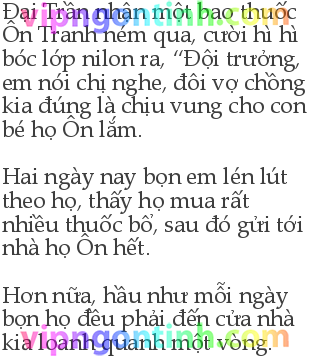 Đại Tần nhận một bao thuốc
Ôn Tranh ném qua, cười hì hì
bóc lớp nilon ra, “Đội trưởng,
em nói chị nghe, đôi vợ chồng
kia đúng là chịu vung cho con
bé họ Ôn lắm.

Hai ngày nay bọn em lén lút
theo họ, thấy họ mua rất
nhiều thuốc bổ, sau đó gửi tới
nhà họ Ôn hết.

Hơn nữa, hầu như mỗi ngày
bọn họ đều phải đến cửa nhà
kia loanh quanh một vòng.
vipngontinh.com
vipngontinh.com